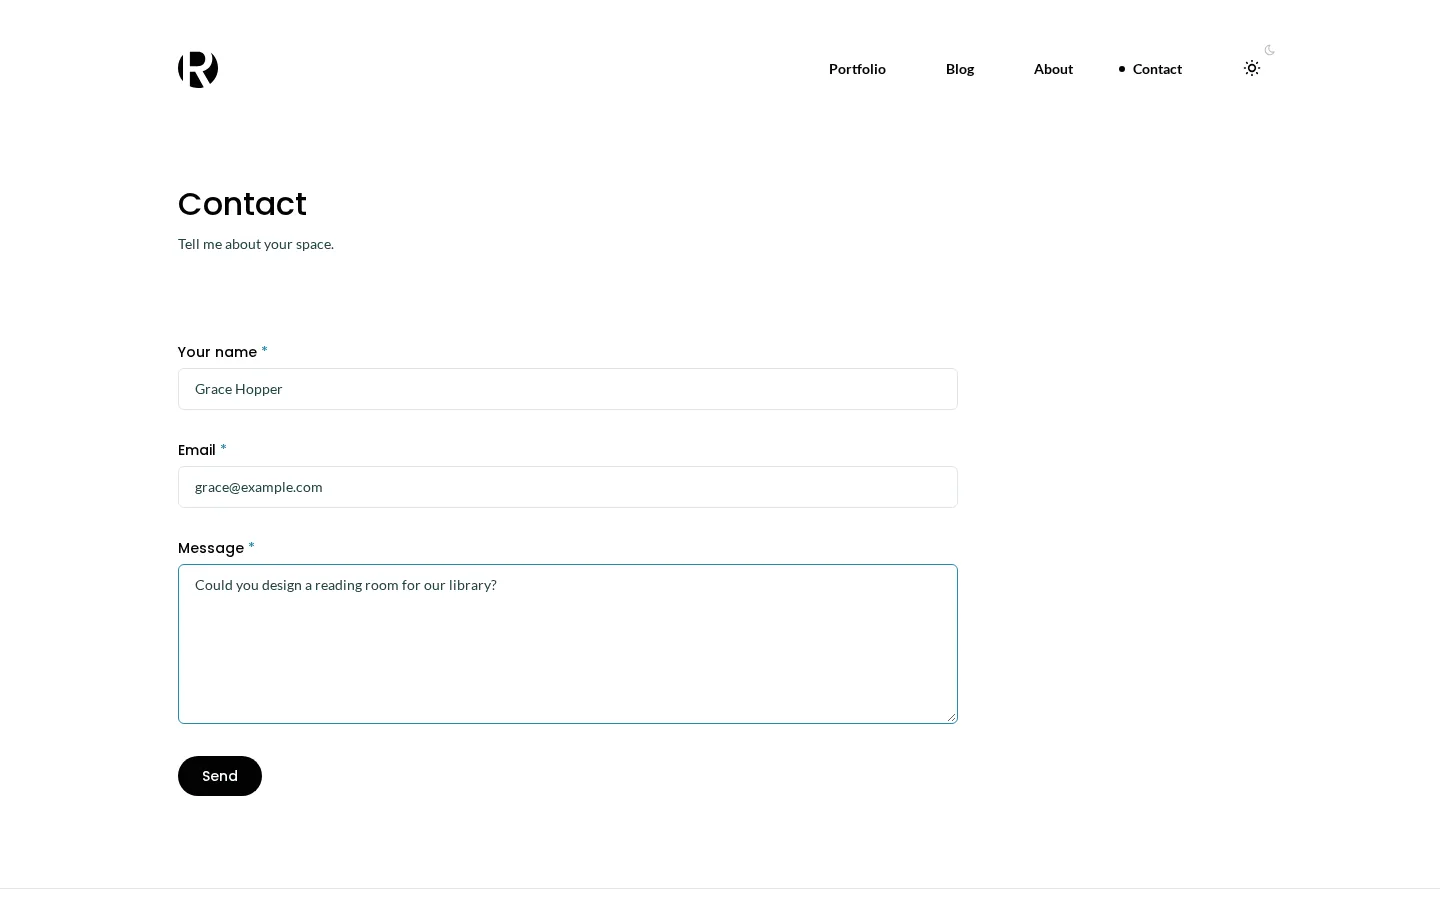 R
Portfolio
Blog
About
Contact
Contact
Tell me about your space.
Your name *
Grace Hopper
Email *
grace@example.com
Message *
Could you design a reading room for our library?
Send